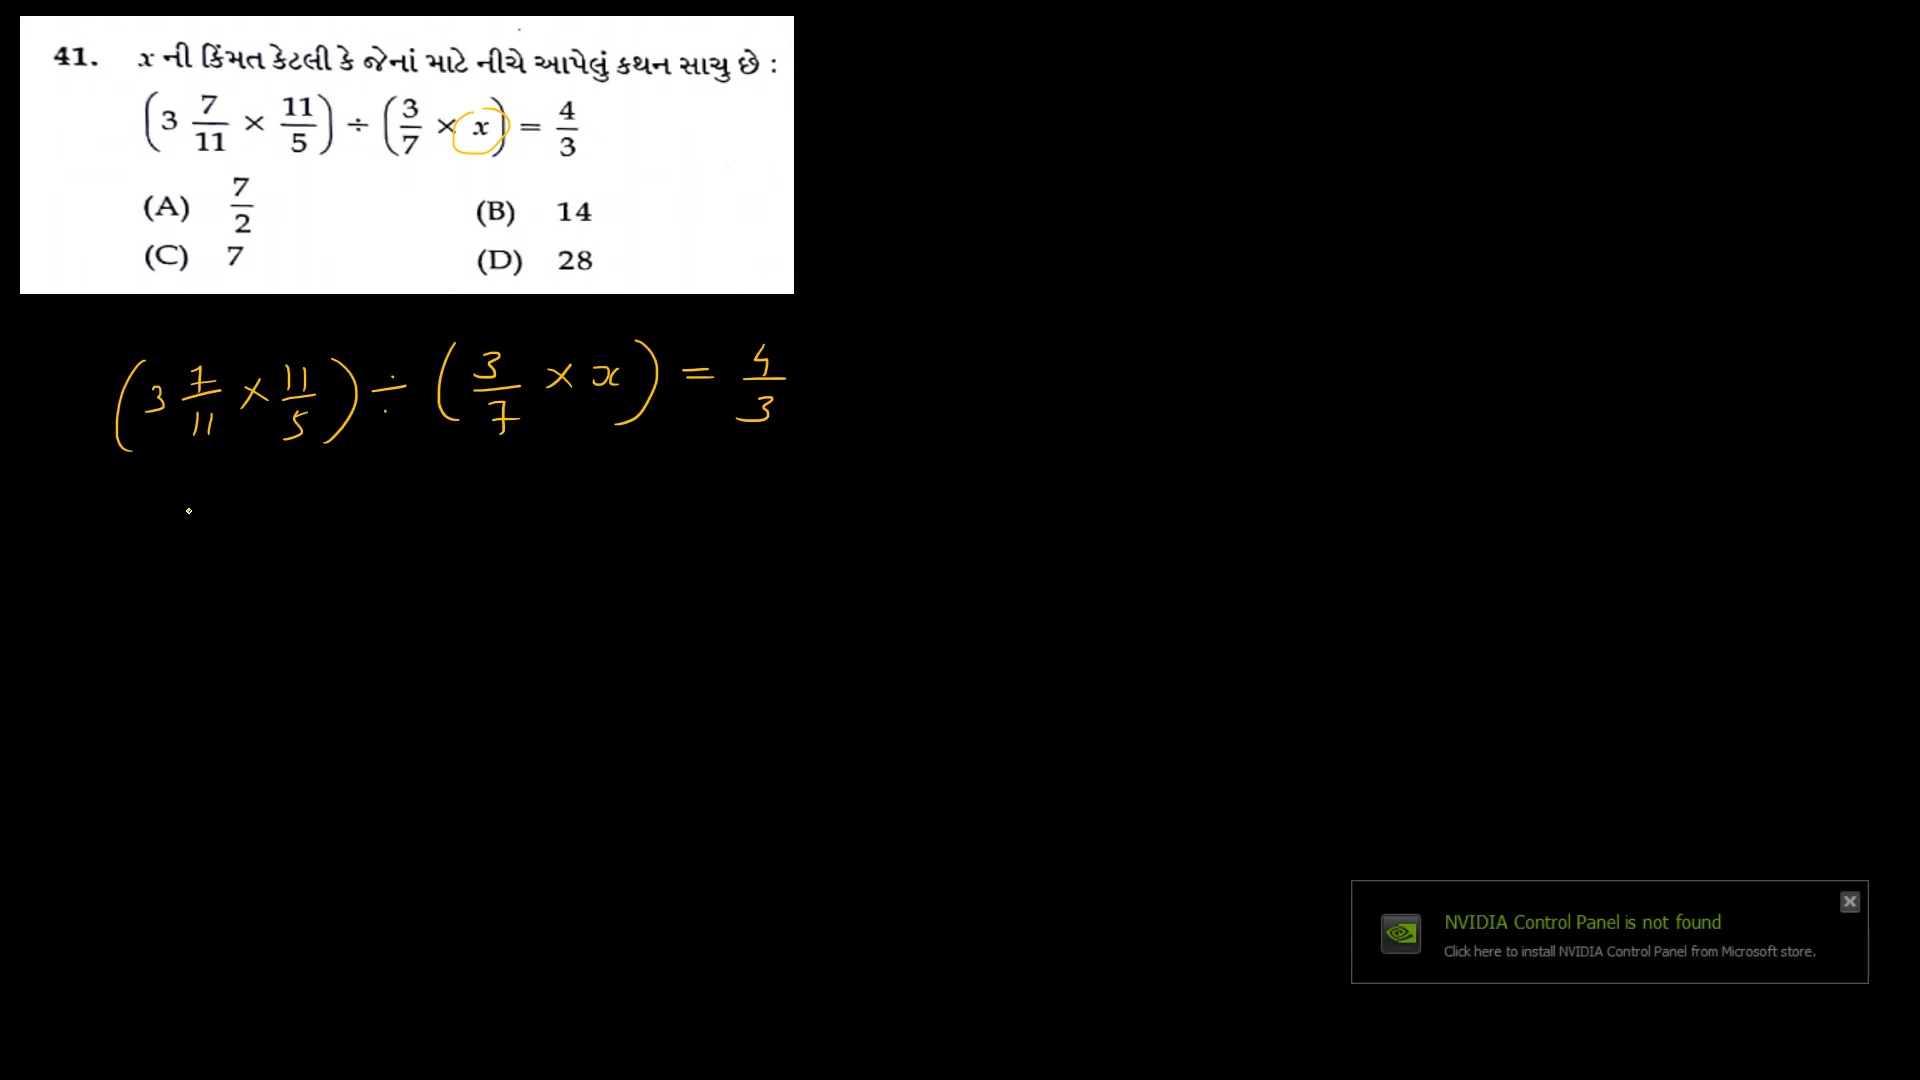 41. x ની કિંમત કેટલી કે જેનાં માટે નીચે આપેલું કથન સાચુ છે :
(3 7/11 × 11/5) ÷ (3/7 × x) = 4/3
(A) 7/2 (B) 14
(C) 7 (D) 28
(3 7/11 × 11/5) ÷ (3/7 × x) = 4/3
NVIDIA Control Panel is not found
Click here to install NVIDIA Control Panel from Microsoft store.